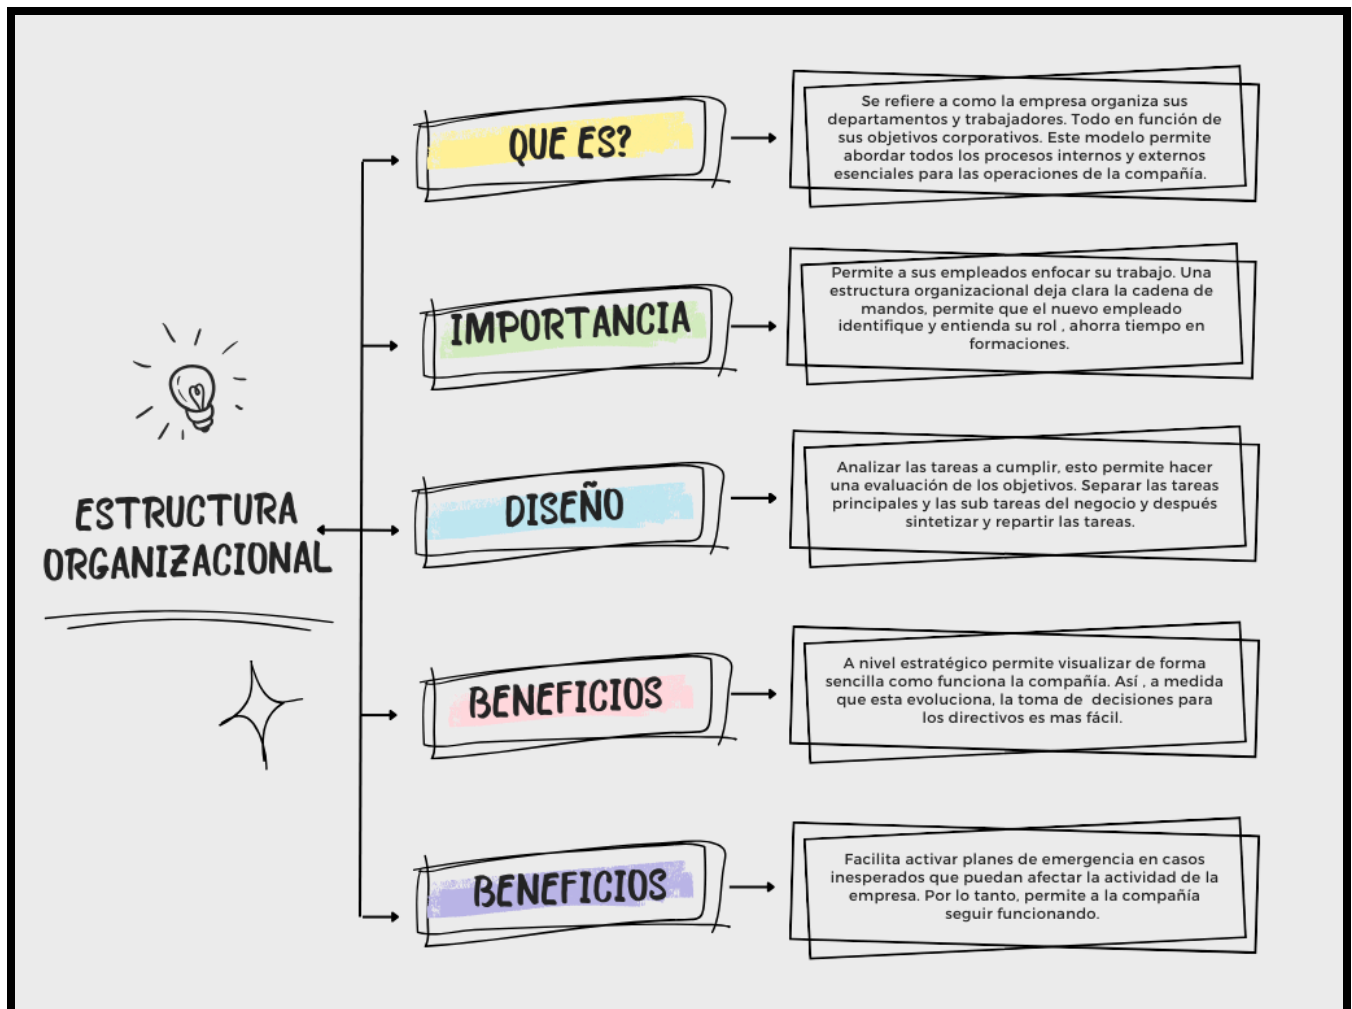 QUE ES?
Se refiere a como la empresa organiza sus
departamentos y trabajadores. Todo en función de
sus objetivos corporativos. Este modelo permite
abordar todos los procesos internos y externos
esenciales para las operaciones de la compañía.
IMPORTANCIA
Permite a sus empleados enfocar su trabajo. Una
estructura organizacional deja clara la cadena de
mandos, permite que el nuevo empleado
identifique y entienda su rol , ahorra tiempo en
formaciones.
ESTRUCTURA
ORGANIZACIONAL
DISEÑO
Analizar las tareas a cumplir, esto permite hacer
una evaluación de los objetivos. Separar las tareas
principales y las sub tareas del negocio y después
sintetizar y repartir las tareas.
BENEFICIOS
A nivel estratégico permite visualizar de forma
sencilla como funciona la compañía. Así , a medida
que esta evoluciona, la toma de  decisiones para
los directivos es mas fácil.
BENEFICIOS
Facilita activar planes de emergencia en casos
inesperados que puedan afectar la actividad de la
empresa. Por lo tanto, permite a la compañía
seguir funcionando.